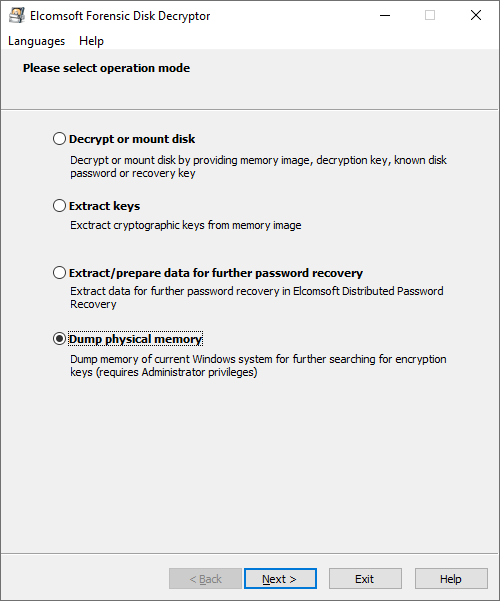 Elcomsoft Forensic Disk Decryptor
Languages Help
Please select operation mode
Decrypt or mount disk
Decrypt or mount disk by providing memory image, decryption key, known disk
password or recovery key
Extract keys
Exctract cryptographic keys from memory image
Extract/prepare data for further password recovery
Extract data for further password recovery in Elcomsoft Distributed Password
Recovery
Dump physical memory
Dump memory of current Windows system for further searching for encryption
keys (requires Administrator privileges)
< Back Next > Exit Help